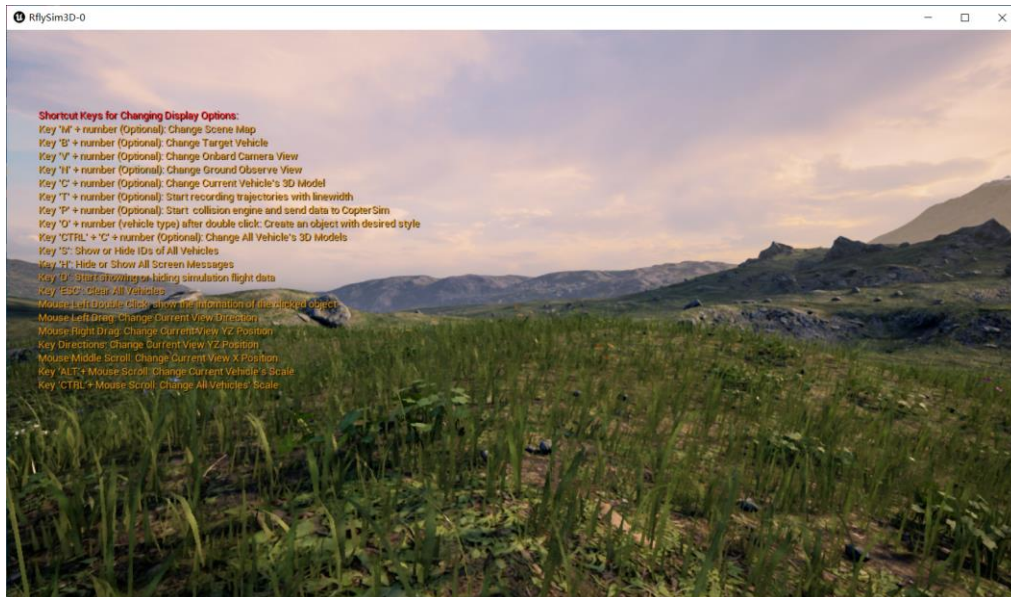 RflySim3D-0
Shortcut Keys for Changing Display Options:
Key 'M' + number (Optional): Change Scene Map
Key 'B' + number (Optional): Change Target Vehicle
Key 'V' + number (Optional): Change Onbard Camera View
Key 'N' + number (Optional): Change Ground Observe View
Key 'C' + number (Optional): Change Current Vehicle's 3D Model
Key 'T' + number (Optional): Start recording trajectories with linewidth
Key 'P' + number (Optional): Start collision engine and send data to CopterSim
Key 'O' + number (vehicle type) after double click: Create an object with desired style
Key 'CTRL' + 'C' + number (Optional): Change All Vehicle's 3D Models
Key 'S': Show or Hide IDs of All Vehicles
Key 'H': Hide or Show All Screen Messages
Key 'D': Start showing or hiding simulation flight data
Key 'ESC': Clear All Vehicles
Mouse Left Double Click: show the infomation of the clicked object
Mouse Left Drag: Change Current View Direction
Mouse Right Drag: Change Current View YZ Position
Key Directions: Change Current View YZ Position
Mouse Middle Scroll: Change Current View X Position
Key 'ALT'+ Mouse Scroll: Change Current Vehicle's Scale
Key 'CTRL'+ Mouse Scroll: Change All Vehicles' Scale